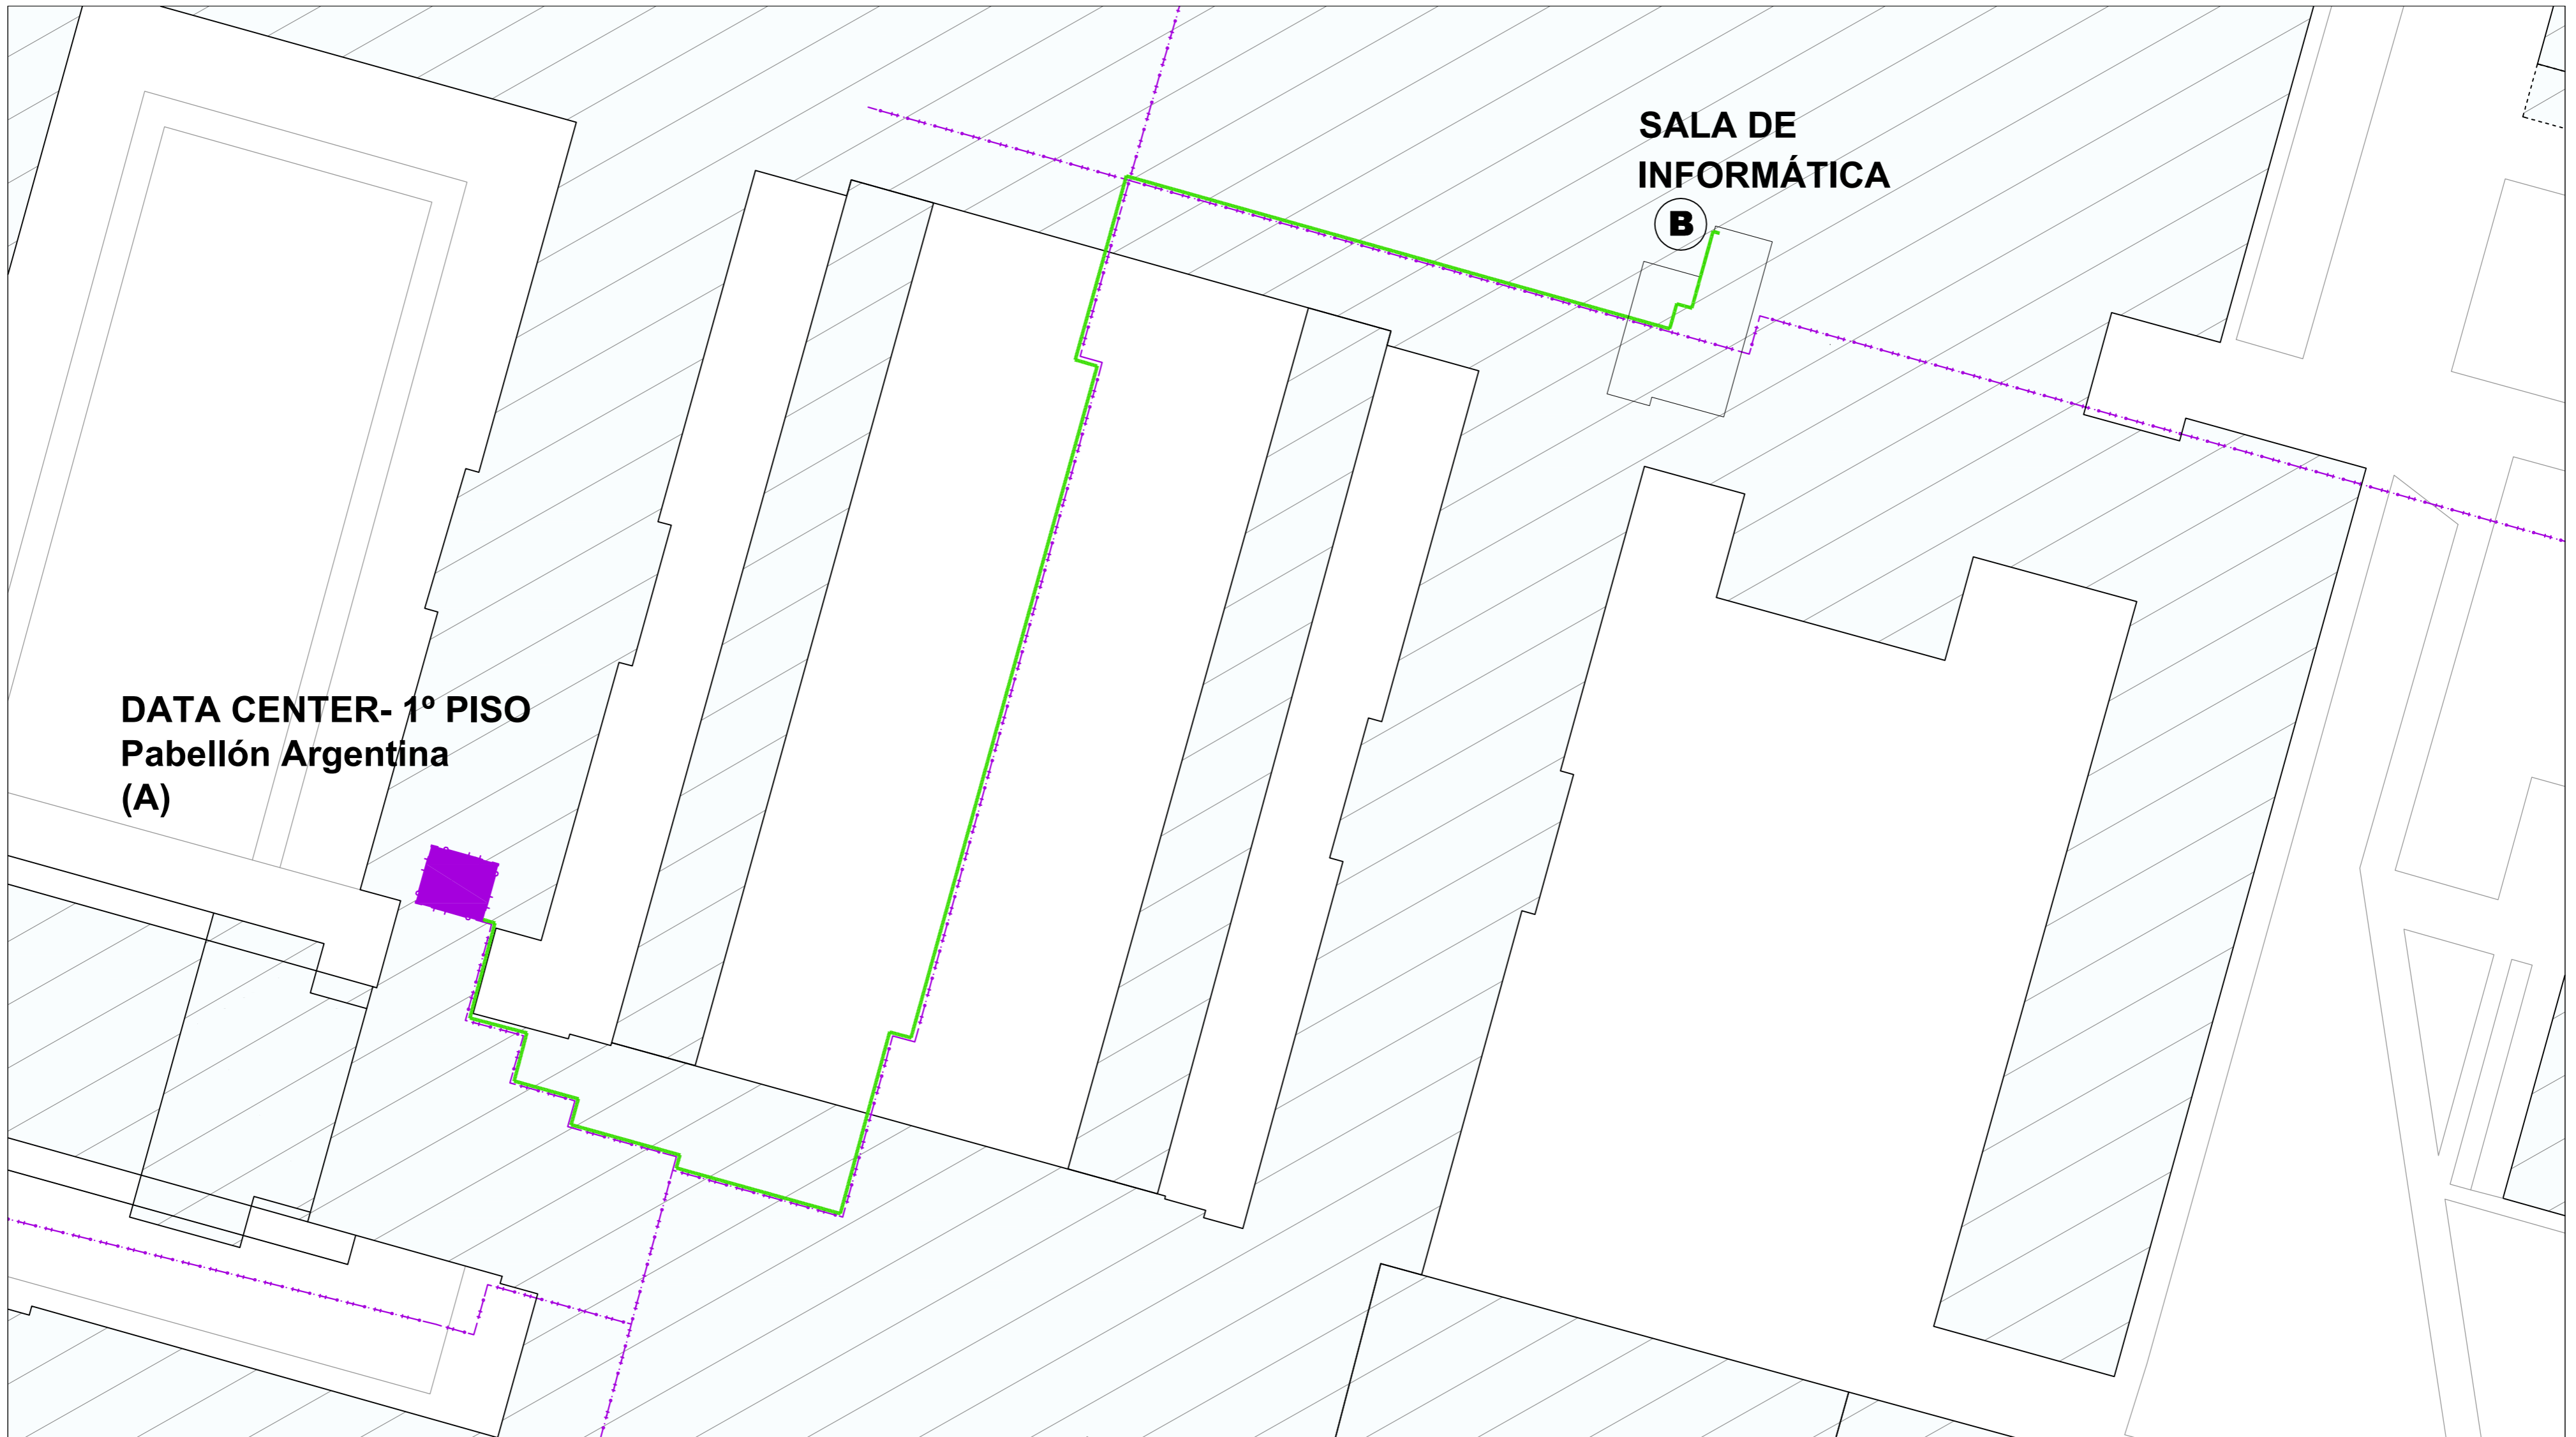 SALA DE
INFORMÁTICA
B
DATA CENTER- 1º PISO
Pabellón Argentina
(A)